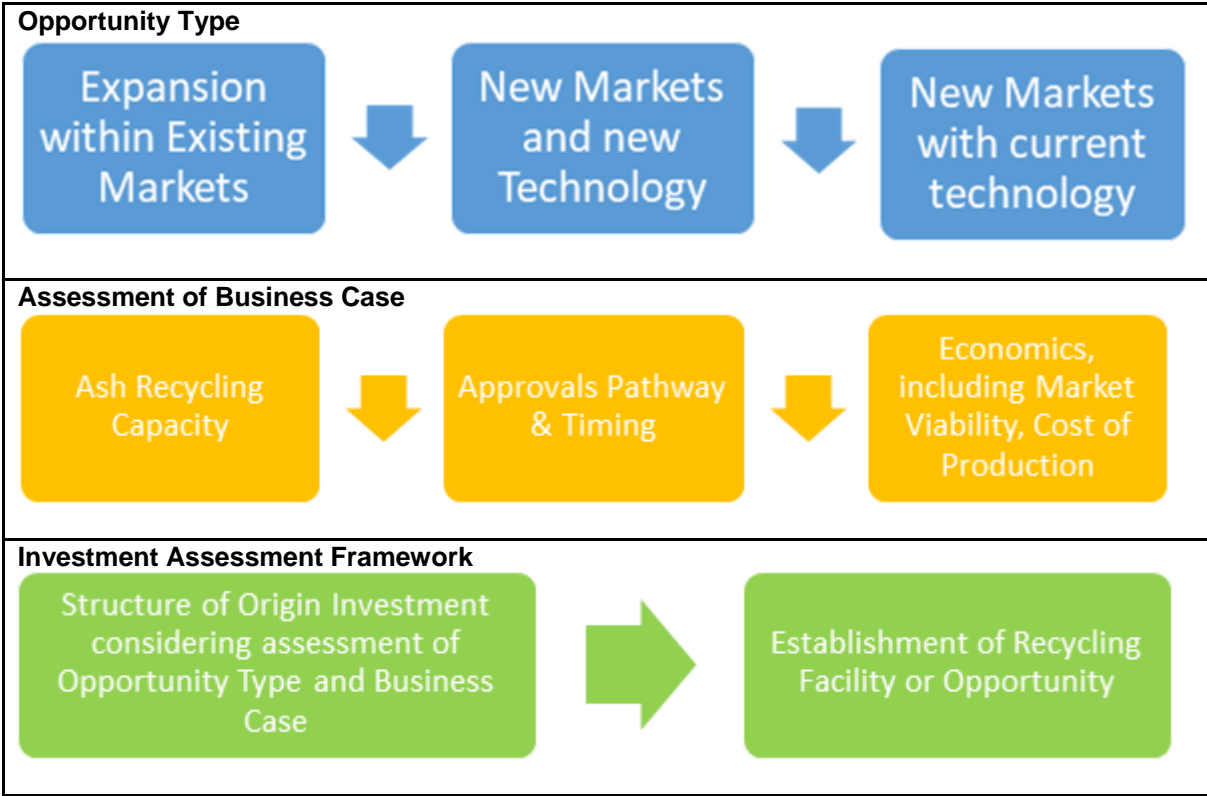 Opportunity Type
Expansion
within Existing
Markets
New Markets
and new
Technology
New Markets
with current
technology
Assessment of Business Case
Ash Recycling
Capacity
Approvals Pathway
& Timing
Economics,
including Market
Viability, Cost of
Production
Investment Assessment Framework
Structure of Origin Investment
considering assessment of
Opportunity Type and Business
Case
Establishment of Recycling
Facility or Opportunity